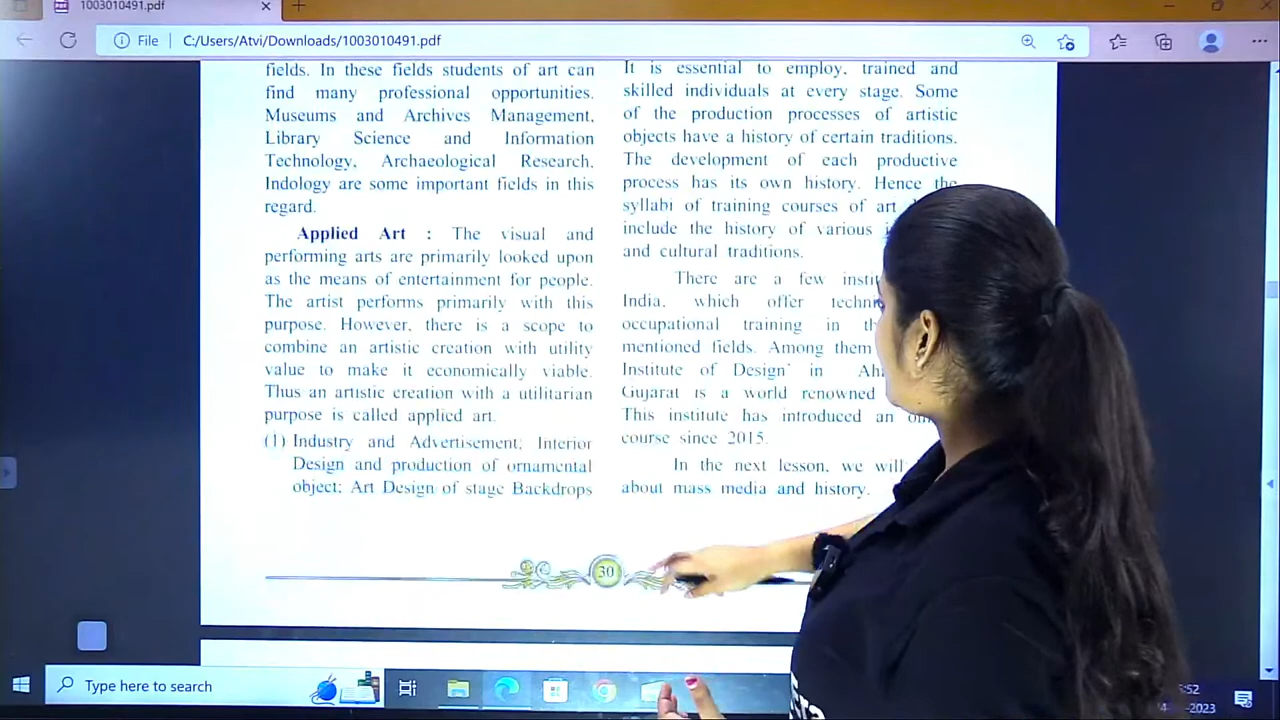 1003010491.pdf
File
C:/Users/Atvi/Downloads/1003010491.pdf
fields. In these fields students of art can
find many professional opportunities.
Museums and Archives Management,
Library Science and Information
Technology, Archaeological Research,
Indology are some important fields in this
regard.
Applied Art : The visual and
performing arts are primarily looked upon
as the means of entertainment for people.
The artist performs primarily with this
purpose. However, there is a scope to
combine an artistic creation with utility
value to make it economically viable.
Thus an artistic creation with a utilitarian
purpose is called applied art.
(1) Industry and Advertisement; Interior
Design and production of ornamental
object; Art Design of stage Backdrops
It is essential to employ, trained and
skilled individuals at every stage. Some
of the production processes of artistic
objects have a history of certain traditions.
The development of each productive
process has its own history. Hence the
syllabi of training courses of art
include the history of various
and cultural traditions.
There are a few
India, which offer
occupational training in
mentioned fields. Among them
Institute of Design' in
Gujarat is a world renowned
This institute has introduced an
course since 2015.
In the next lesson, we will
about mass media and history.
30
Type here to search
-2023